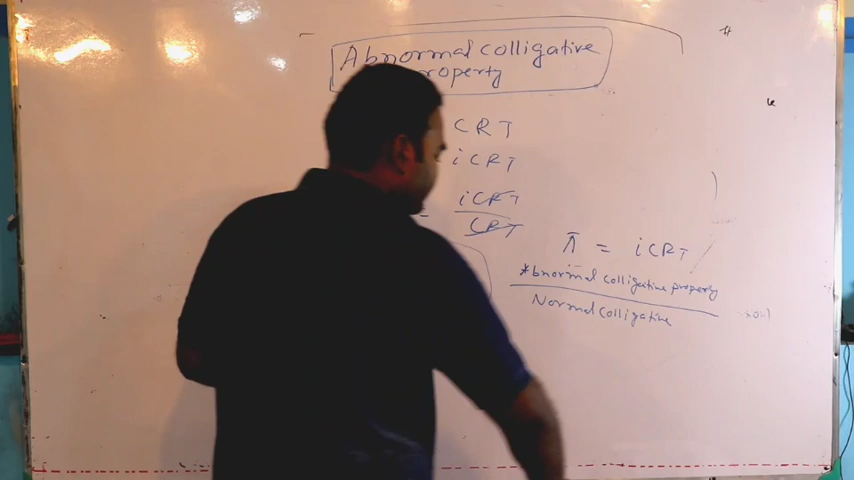 Abnormal colligative
property
CRT
iCRT
iCRT
CRT
π = iCRT
Abnormal colligative property
Normal colligative